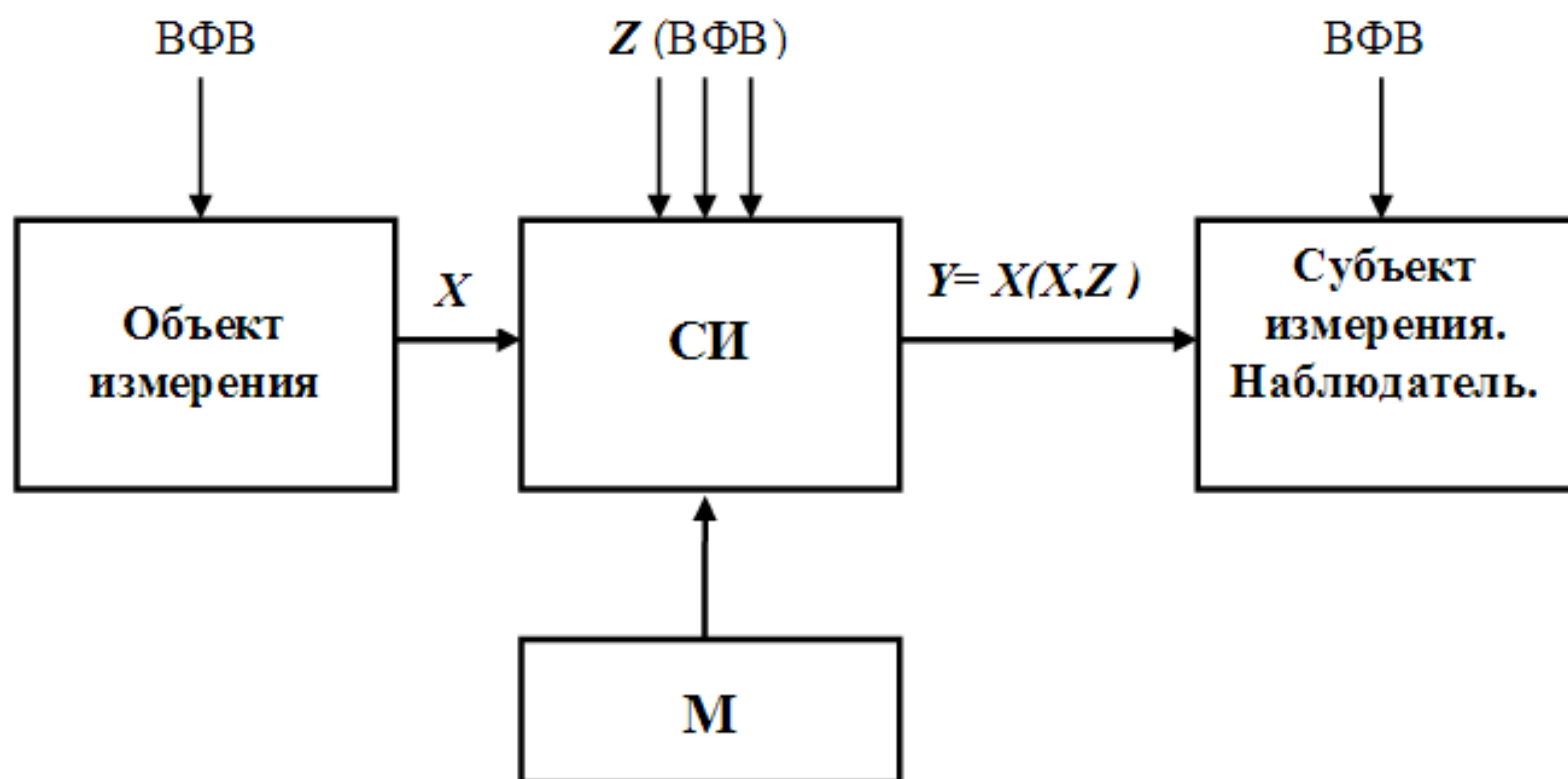 ВФВ
Z (ВФВ)
ВФВ
Объект
измерения
X
СИ
Y= X(X,Z )
Субъект
измерения.
Наблюдатель.
М